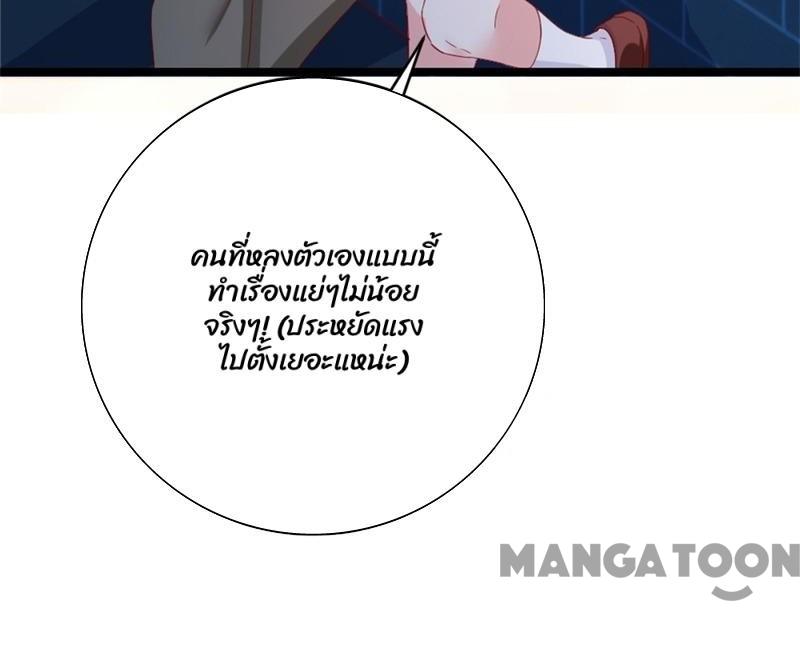 คนที่หลงตัวเองแบบนี้
ทำเรื่องแย่ๆไม่น้อย
จริงๆ! (ประหยัดแรง
ไปตั้งเยอะแหน่ะ)
MANGATOON